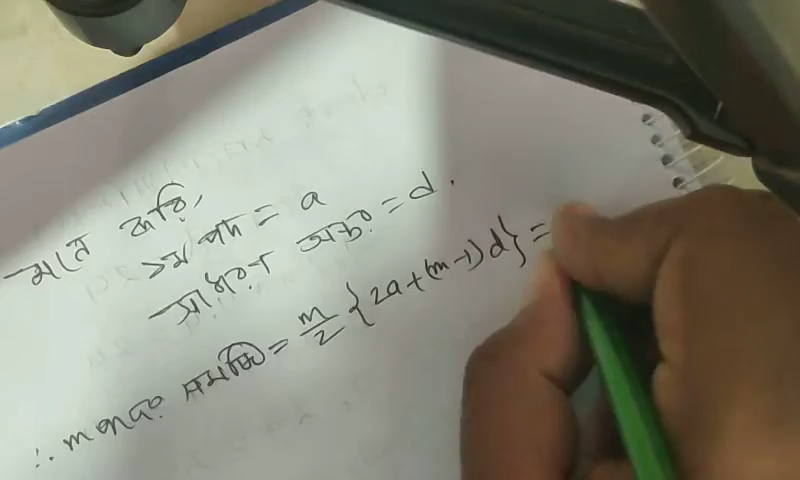 মনে করি,
১ম পদ = a
সাধারণ অন্তর = d.
∴ m পদের সমষ্টি = m/2 {2a+(m-1)d} =